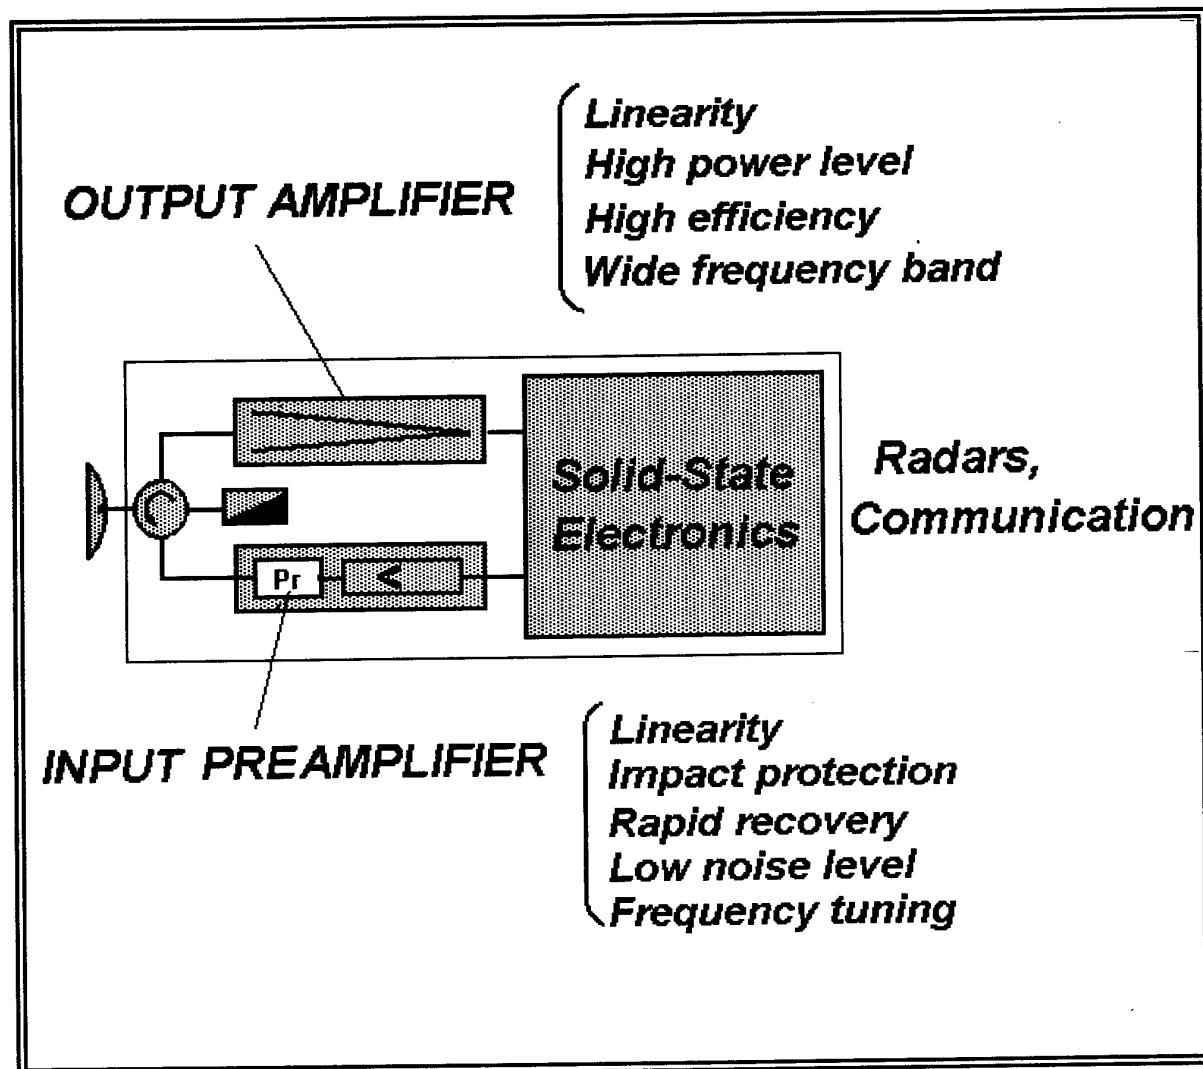 Linearity
High power level
OUTPUT AMPLIFIER
High efficiency
Wide frequency band
Solid-State
Electronics
Radars,
Communication
Pr
<
INPUT PREAMPLIFIER
Linearity
Impact protection
Rapid recovery
Low noise level
Frequency tuning